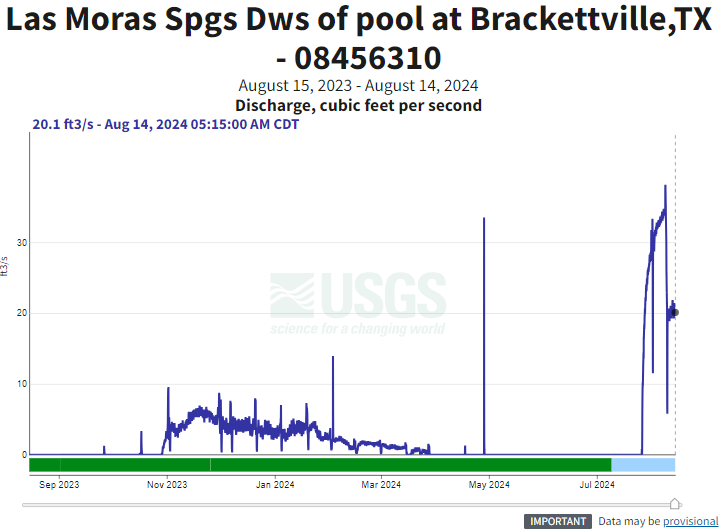 Las Moras Spgs Dws of pool at Brackettville,TX
- 08456310
August 15, 2023 - August 14, 2024
Discharge, cubic feet per second
20.1 ft3/s - Aug 14, 2024 05:15:00 AM CDT
ft3/s
30
20
10
0
USGS
science for a changing world
Sep 2023 Nov 2023 Jan 2024 Mar 2024 May 2024 Jul 2024
IMPORTANT Data may be provisional